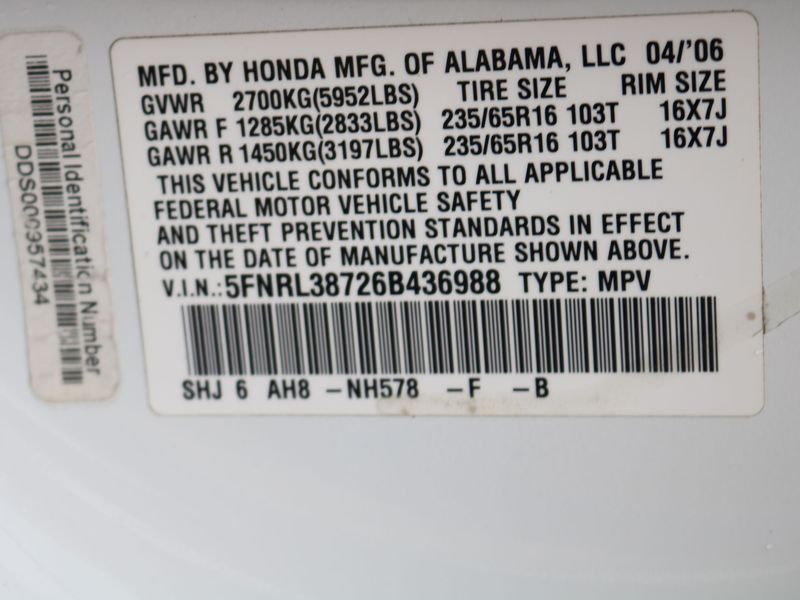 MFD. BY HONDA MFG. OF ALABAMA, LLC 04/'06
GVWR 2700KG(5952LBS) TIRE SIZE RIM SIZE
GAWR F 1285KG(2833LBS) 235/65R16 103T 16X7J
GAWR R 1450KG(3197LBS) 235/65R16 103T 16X7J
THIS VEHICLE CONFORMS TO ALL APPLICABLE
FEDERAL MOTOR VEHICLE SAFETY
AND THEFT PREVENTION STANDARDS IN EFFECT
ON THE DATE OF MANUFACTURE SHOWN ABOVE.
V.I.N.:5FNRL38726B436988 TYPE: MPV
SHJ 6 AH8 -NH578 -F -B
Personal Identification Number
DDS000957434